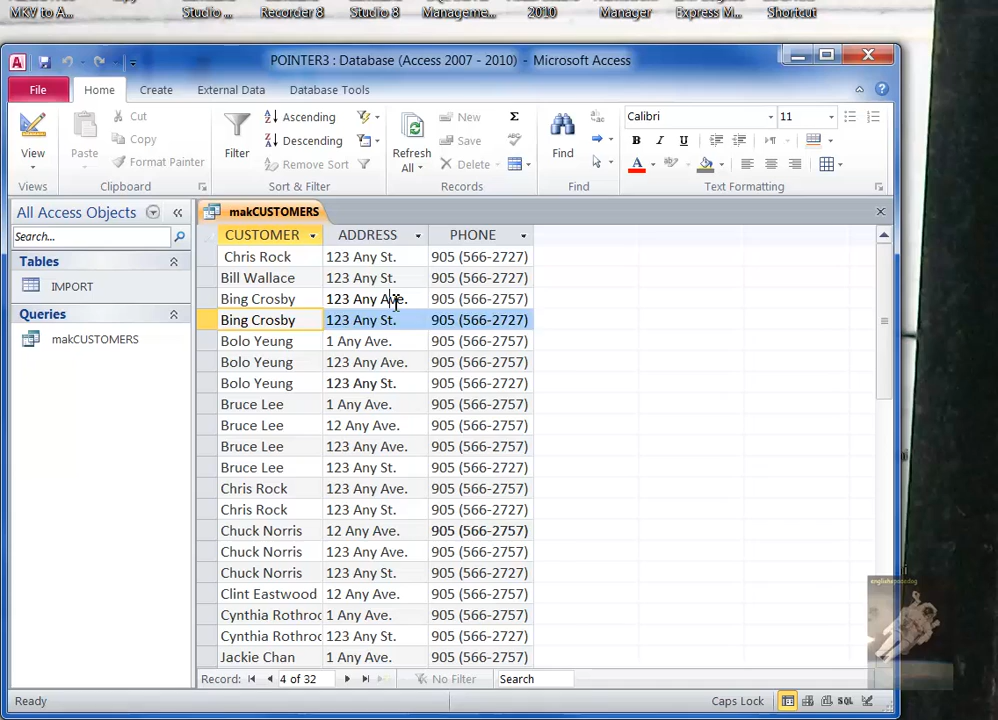 MKV to A...
Studio ...
Recorder 8
Studio 8
Manageme...
2010
Manager
Express M...
Shortcut
POINTER3 : Database (Access 2007 - 2010) - Microsoft Access
File Home Create External Data Database Tools
View
Views
Paste
Cut
Copy
Format Painter
Clipboard
Filter
Ascending
Descending
Remove Sort
Sort & Filter
Refresh
All
New
Save
Delete
Records
Find
Find
Calibri 11
B I U
A ab
Text Formatting
All Access Objects
Search...
Tables
IMPORT
Queries
makCUSTOMERS
makCUSTOMERS
CUSTOMER ADDRESS PHONE
Chris Rock 123 Any St. 905 (566-2727)
Bill Wallace 123 Any St. 905 (566-2727)
Bing Crosby 123 Any Ave. 905 (566-2757)
Bing Crosby 123 Any St. 905 (566-2727)
Bolo Yeung 1 Any Ave. 905 (566-2757)
Bolo Yeung 123 Any Ave. 905 (566-2757)
Bolo Yeung 123 Any St. 905 (566-2727)
Bruce Lee 1 Any Ave. 905 (566-2757)
Bruce Lee 12 Any Ave. 905 (566-2757)
Bruce Lee 123 Any Ave. 905 (566-2757)
Bruce Lee 123 Any St. 905 (566-2727)
Chris Rock 123 Any Ave. 905 (566-2757)
Chris Rock 123 Any St. 905 (566-2727)
Chuck Norris 12 Any Ave. 905 (566-2757)
Chuck Norris 123 Any Ave. 905 (566-2757)
Chuck Norris 123 Any St. 905 (566-2727)
Clint Eastwood 12 Any Ave. 905 (566-2757)
Cynthia Rothroc 1 Any Ave. 905 (566-2757)
Cynthia Rothroc 123 Any St. 905 (566-2727)
Jackie Chan 1 Any Ave. 905 (566-2757)
Record: 4 of 32 No Filter Search
Ready Caps Lock SQL